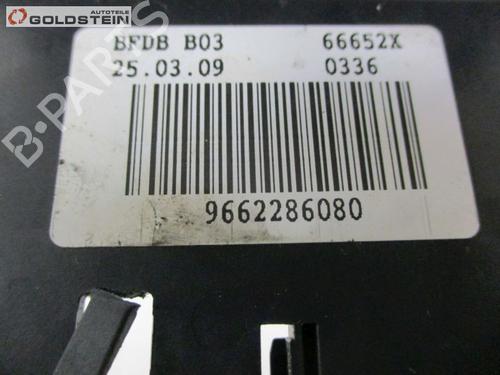 Autoteile
GOLDSTEIN
BFDB B03 66652X
25.03.09 0336
B-PARTS
9662286080